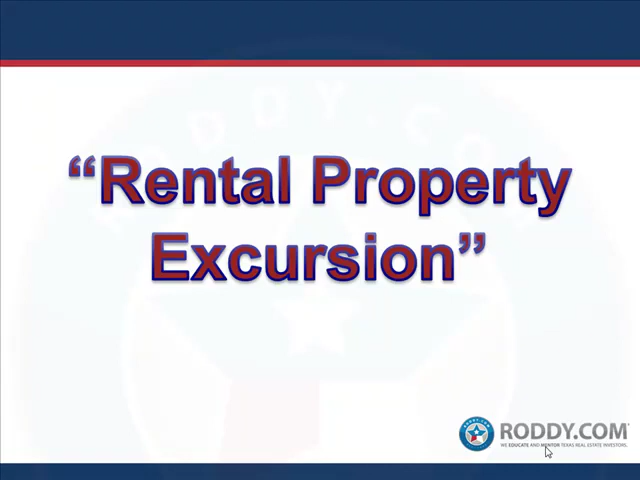 “Rental Property
Excursion”
RODDY.COM
WE EDUCATE AND MENTOR TEXAS REAL ESTATE INVESTORS.